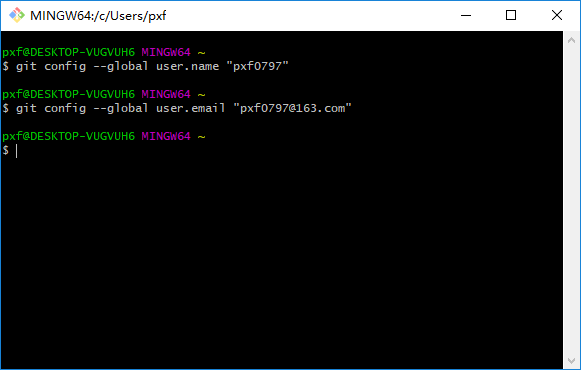 MINGW64:/c/Users/pxf
pxf@DESKTOP-VUGVUH6 MINGW64 ~
$ git config --global user.name "pxf0797"
pxf@DESKTOP-VUGVUH6 MINGW64 ~
$ git config --global user.email "pxf0797@163.com"
pxf@DESKTOP-VUGVUH6 MINGW64 ~
$